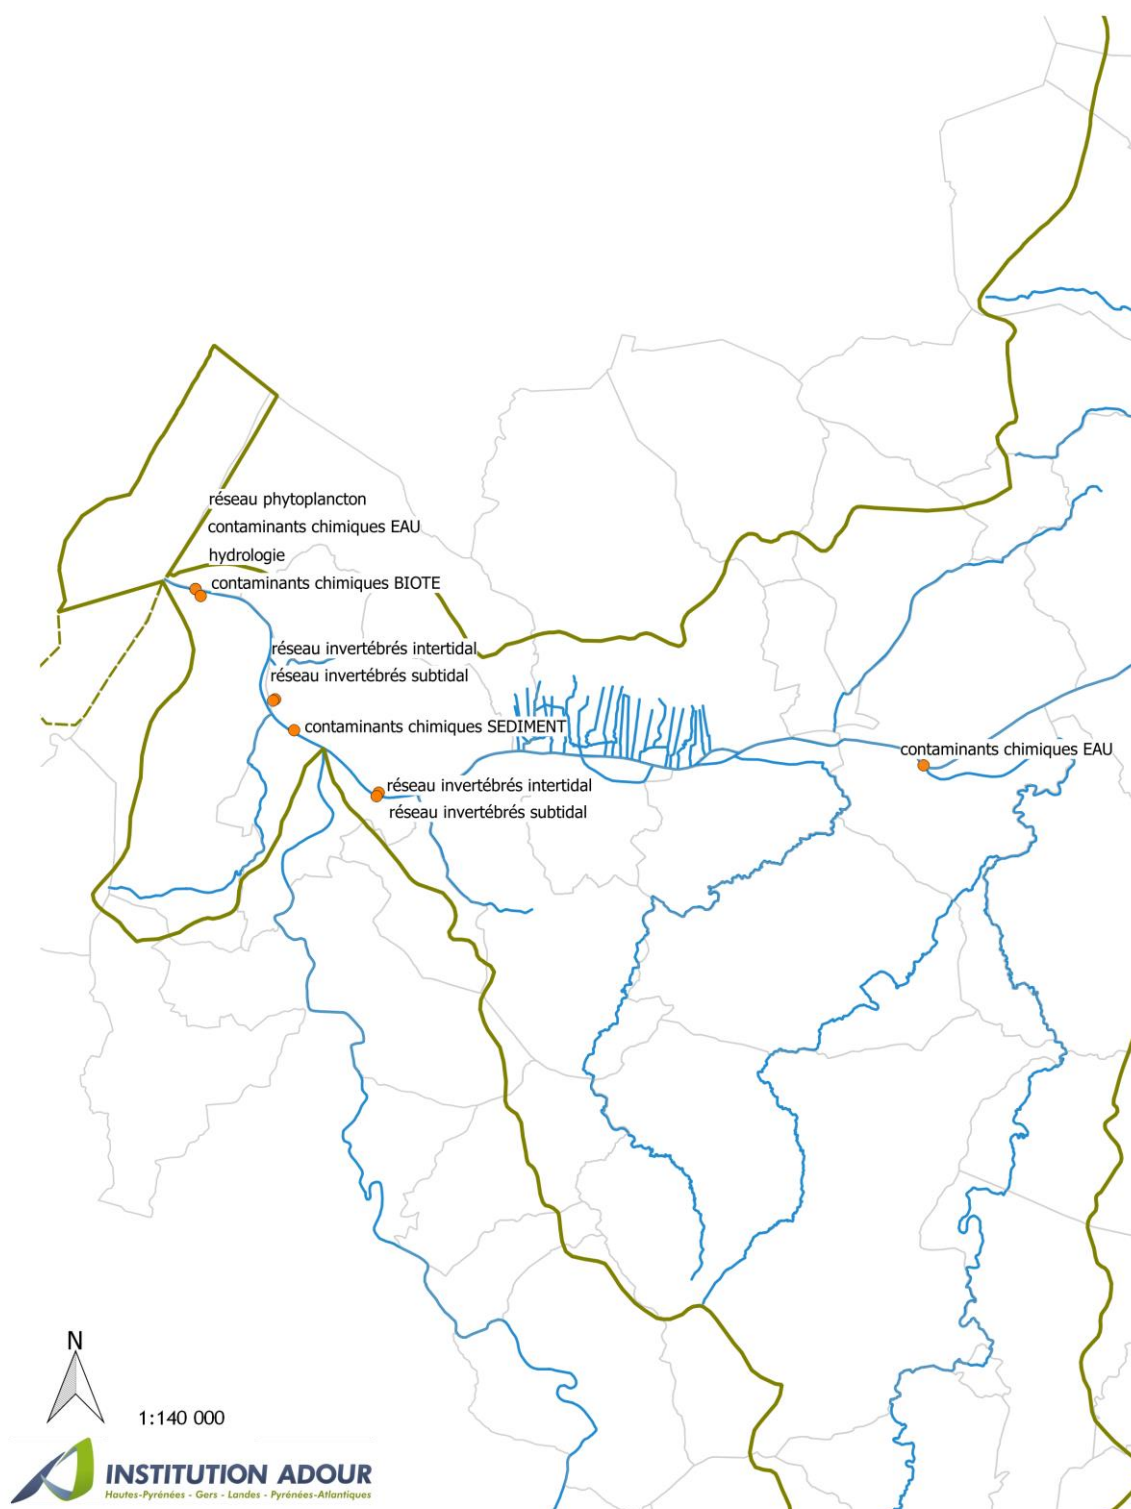 réseau phytoplancton
contaminants chimiques EAU
hydrologie
contaminants chimiques BIOTE
réseau invertébrés intertidal
réseau invertébrés subtidal
contaminants chimiques SEDIMENT
contaminants chimiques EAU
réseau invertébrés intertidal
réseau invertébrés subtidal
N
1:140 000
INSTITUTION ADOUR
Hautes-Pyrénées - Gers - Landes - Pyrénées-Atlantiques